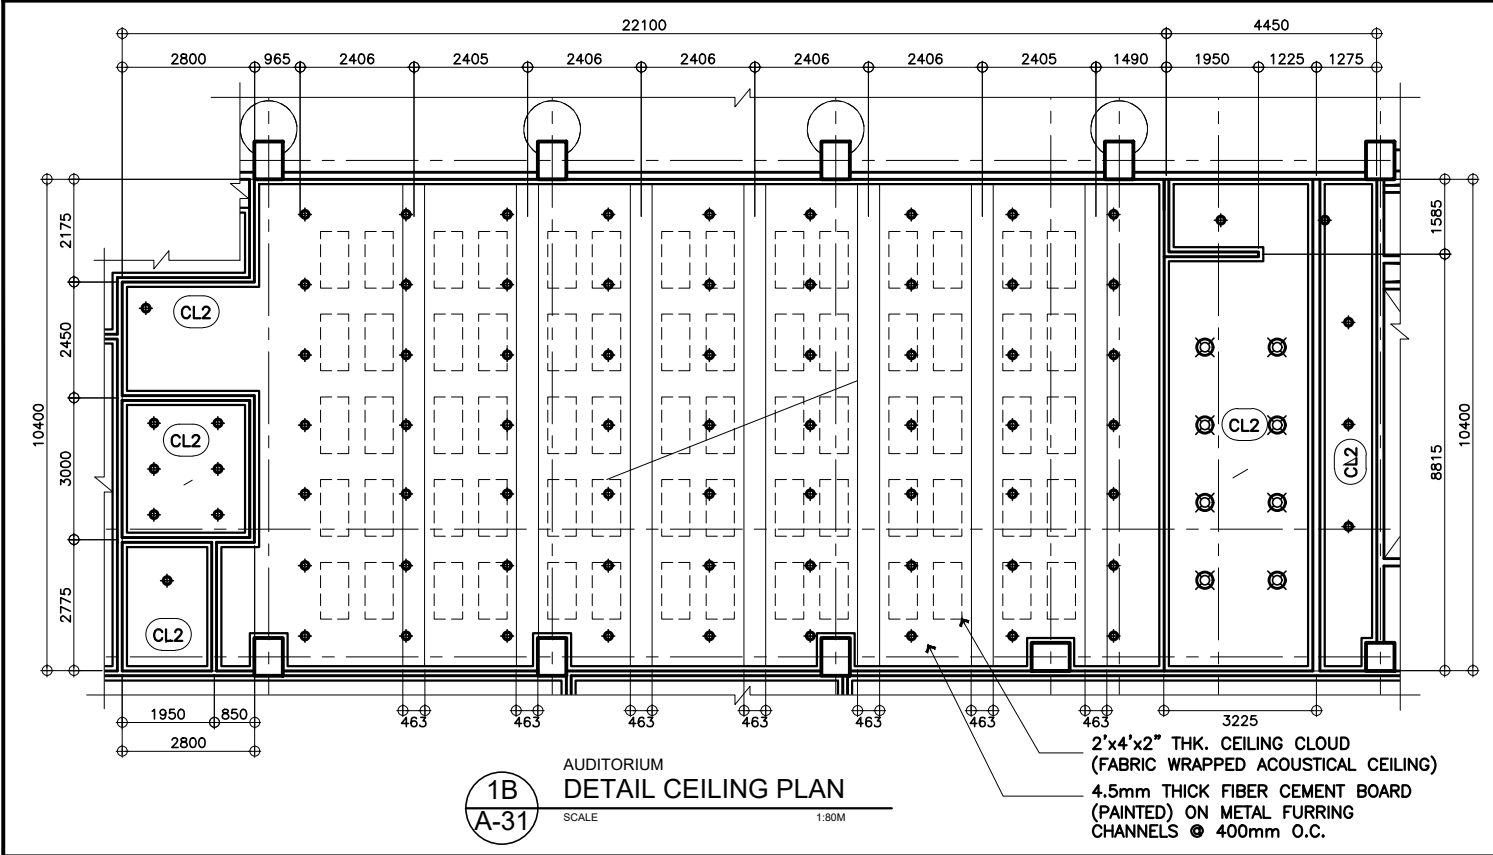 22100
4450
2800
965
2406
2405
2406
2406
2406
2406
2405
1490
1950
1225
1275
2175
2450
3000
2775
10400
1585
8815
10400
CL2
CL2
CL2
CL2
CL2
1950
850
2800
463
463
463
463
463
463
463
3225
2'x4'x2" THK. CEILING CLOUD
(FABRIC WRAPPED ACOUSTICAL CEILING)
4.5mm THICK FIBER CEMENT BOARD
(PAINTED) ON METAL FURRING
CHANNELS @ 400mm O.C.
1B
A-31
AUDITORIUM
DETAIL CEILING PLAN
SCALE
1:80M